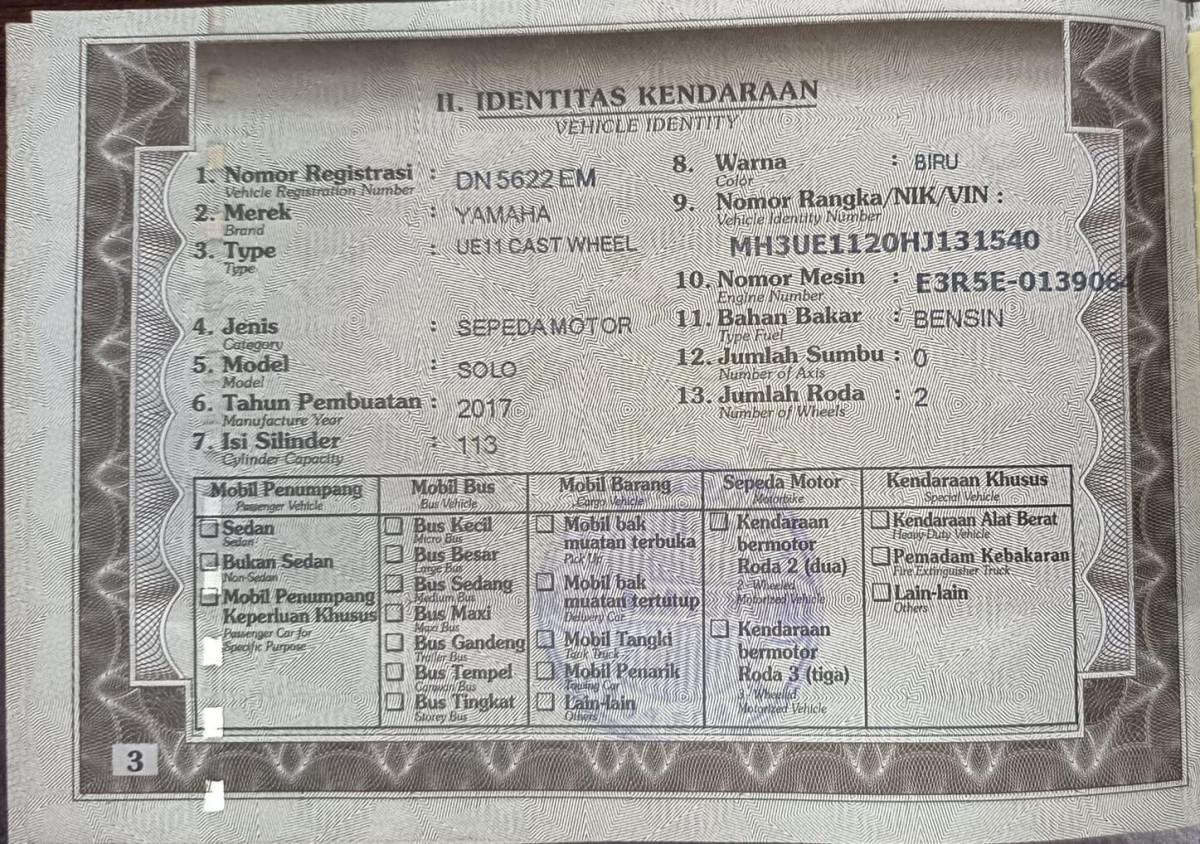 II. IDENTITAS KENDARAAN
VEHICLE IDENTITY
1. Nomor Registrasi : DN 5622 EM
Vehicle Registration Number
2. Merek : YAMAHA
Brand
3. Type : UE11 CAST WHEEL
Type
4. Jenis : SEPEDA MOTOR
Category
5. Model : SOLO
Model
6. Tahun Pembuatan : 2017
Manufacture Year
7. Isi Silinder : 113
Cylinder Capacity
8. Warna : BIRU
Color
9. Nomor Rangka/NIK/VIN :
Vehicle Identity Number
MH3UE1120HJ131540
10. Nomor Mesin : E3R5E-0139064
Engine Number
11. Bahan Bakar : BENSIN
Type Fuel
12. Jumlah Sumbu : 0
Number of Axis
13. Jumlah Roda : 2
Number of Wheels
Mobil Penumpang
Passenger Vehicle
Sedan
Sedan
Bukan Sedan
Non-Sedan
Mobil Penumpang
Keperluan Khusus
Passenger Car for
Specific Purpose
Mobil Bus
Bus Vehicle
Bus Kecil
Micro Bus
Bus Besar
Large Bus
Bus Sedang
Medium Bus
Bus Maxi
Maxi Bus
Bus Gandeng
Trailer Bus
Bus Tempel
Caravan Bus
Bus Tingkat
Storey Bus
Mobil Barang
Cargo Vehicle
Mobil bak
muatan terbuka
Pick Up
Mobil bak
muatan tertutup
Delivery Car
Mobil Tangki
Tank Truck
Mobil Penarik
Towing Car
Lain-lain
Others
Sepeda Motor
Motorbike
Kendaraan
bermotor
Roda 2 (dua)
2 - Wheeled
Motorized Vehicle
Kendaraan
bermotor
Roda 3 (tiga)
3 - Wheeled
Motorized Vehicle
Kendaraan Khusus
Special Vehicle
Kendaraan Alat Berat
Heavy-Duty Vehicle
Pemadam Kebakaran
Fire Extinguisher Truck
Lain-lain
Others
3